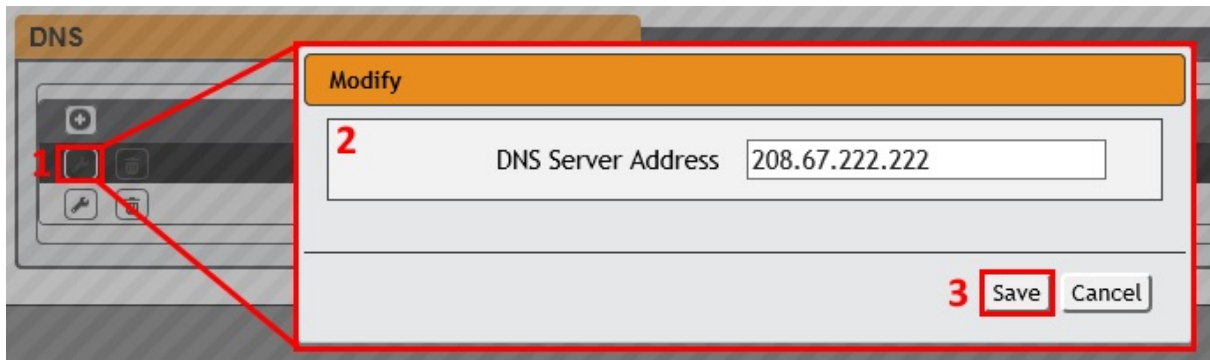 DNS
Modify
1
2
DNS Server Address 208.67.222.222
3 Save Cancel